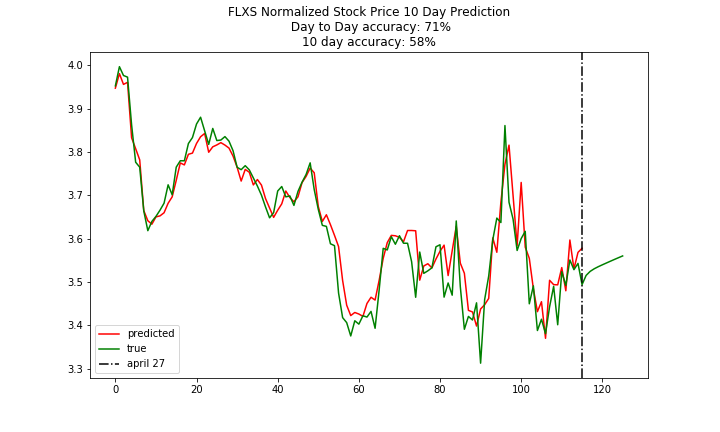 FLXS Normalized Stock Price 10 Day Prediction
Day to Day accuracy: 71%
10 day accuracy: 58%
4.0
3.9
3.8
3.7
3.6
3.5
3.4
3.3
predicted
true
april 27
0 20 40 60 80 100 120